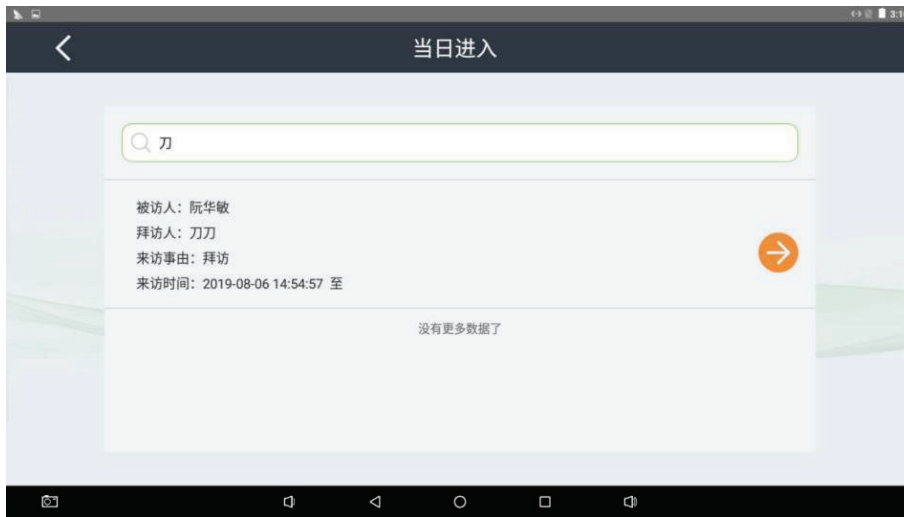 当日进入
刀
被访人：阮华敏
拜访人：刀刀
来访事由：拜访
来访时间：2019-08-06 14:54:57 至
没有更多数据了